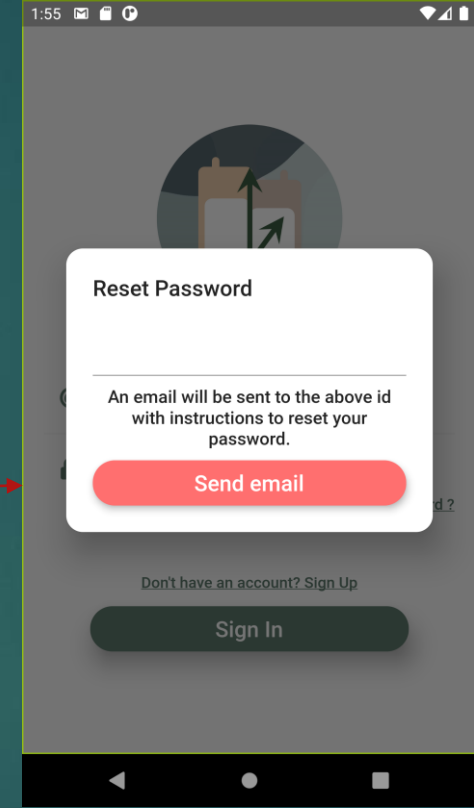 1:55
Reset Password
An email will be sent to the above id
with instructions to reset your
password.
Send email
d ?
Don't have an account? Sign Up
Sign In